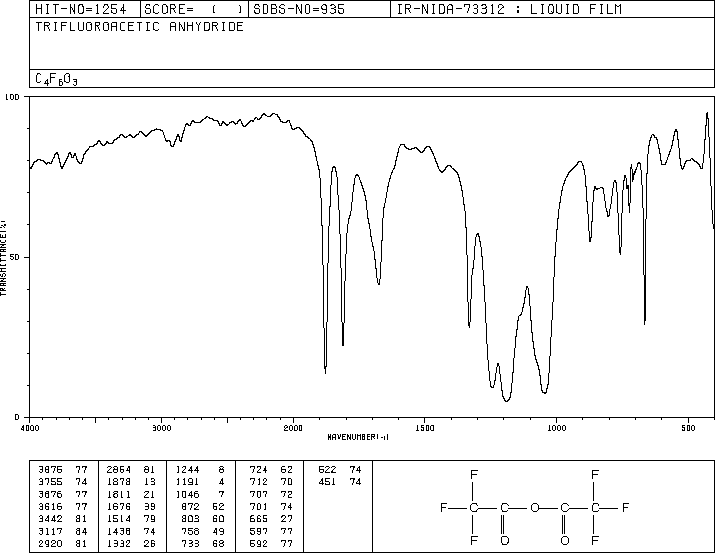 HIT-NO=1254 SCORE= ( ) SDBS-NO=935 IR-NIDA-73312 : LIQUID FILM
TRIFLUOROACETIC ANHYDRIDE
C4F6O3
100
50
0
TRANSMITTANCE(%)
4000 3000 2000 1500 1000 500
WAVENUMBER(-1)
3875 77 2864 81 1244 8 724 62 522 74
3755 74 1878 13 1191 4 712 70 451 74
3676 77 1811 21 1046 7 707 72
3616 77 1676 39 872 52 701 74
3442 81 1514 79 803 60 665 27
3117 84 1438 74 758 49 597 77
2920 81 1332 26 733 68 592 77
F F
F C C O C C F
F O O F